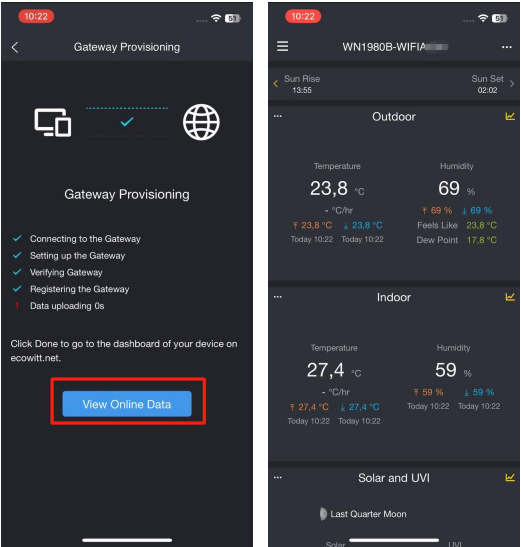 10:22
51
Gateway Provisioning
Gateway Provisioning
Connecting to the Gateway
Setting up the Gateway
Verifying Gateway
Registering the Gateway
! Data uploading 0s
Click Done to go to the dashboard of your device on
ecowitt.net.
View Online Data
10:22
51
WN1980B-WIFIA
Sun Rise
13:55
Sun Set
02:02
Outdoor
Temperature
23,8 °C
- °C/hr
23,8 °C 23,8 °C
Today 10:22 Today 10:22
Humidity
69 %
69 % 69 %
Feels Like 23,8 °C
Dew Point 17,8 °C
Indoor
Temperature
27,4 °C
- °C/hr
27,4 °C 27,4 °C
Today 10:22 Today 10:22
Humidity
59 %
59 % 59 %
Today 10:22 Today 10:22
Solar and UVI
Last Quarter Moon
Solar UVI